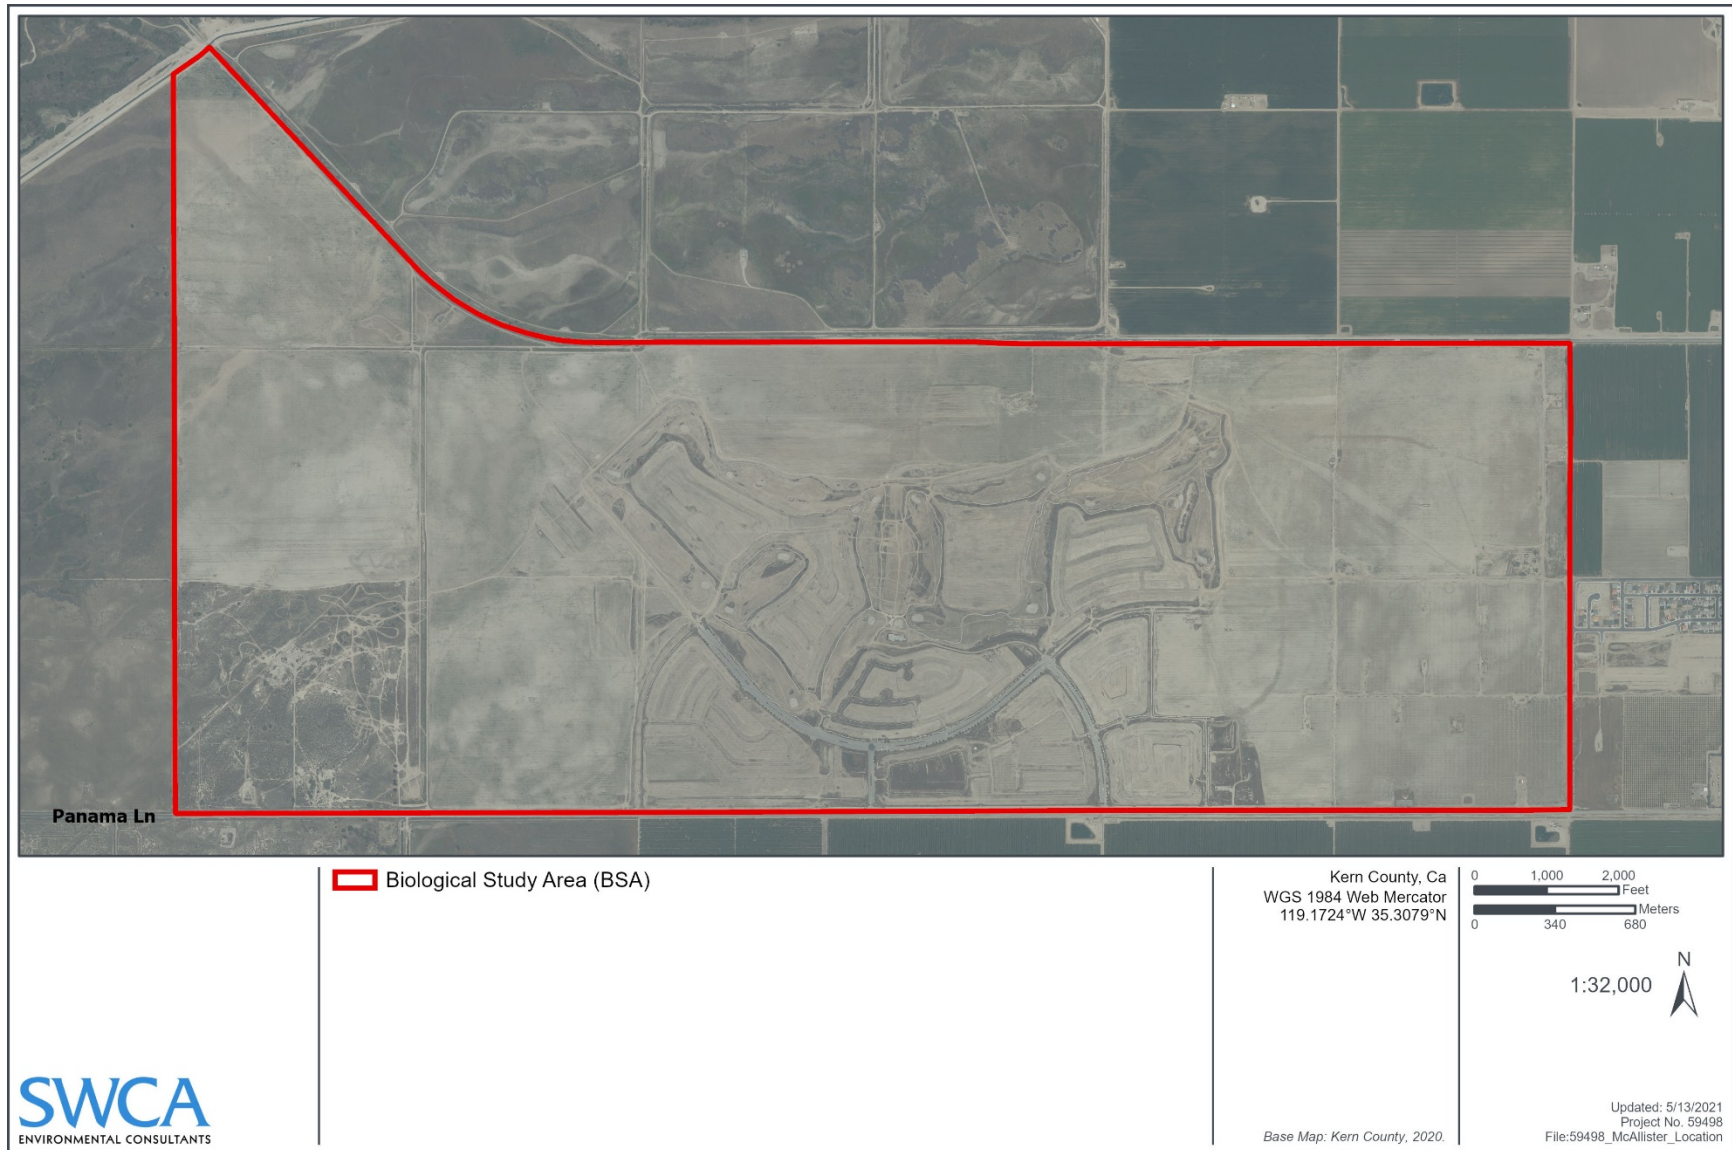 Panama Ln
Biological Study Area (BSA)
Kern County, Ca
WGS 1984 Web Mercator
119.1724°W 35.3079°N
Base Map: Kern County, 2020.
0 1,000 2,000
Feet
Meters
0 340 680
N
1:32,000
Updated: 5/13/2021
Project No. 59498
File:59498_McAllister_Location
SWCA
ENVIRONMENTAL CONSULTANTS